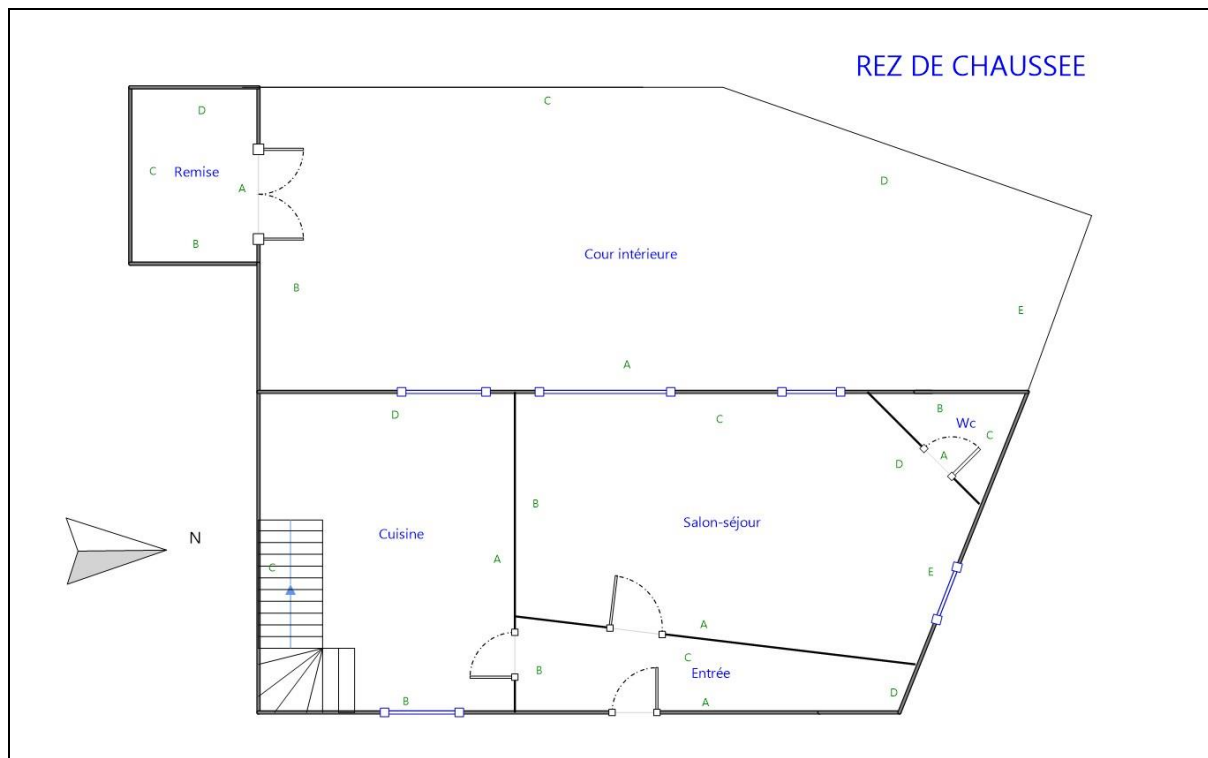 REZ DE CHAUSSEE
C
D
C
Remise
A
D
B
Cour intérieure
B
E
A
D
C
B
Wc
C
A
D
B
Salon-séjour
Cuisine
N
A
C
E
A
C
B
Entrée
D
B
A